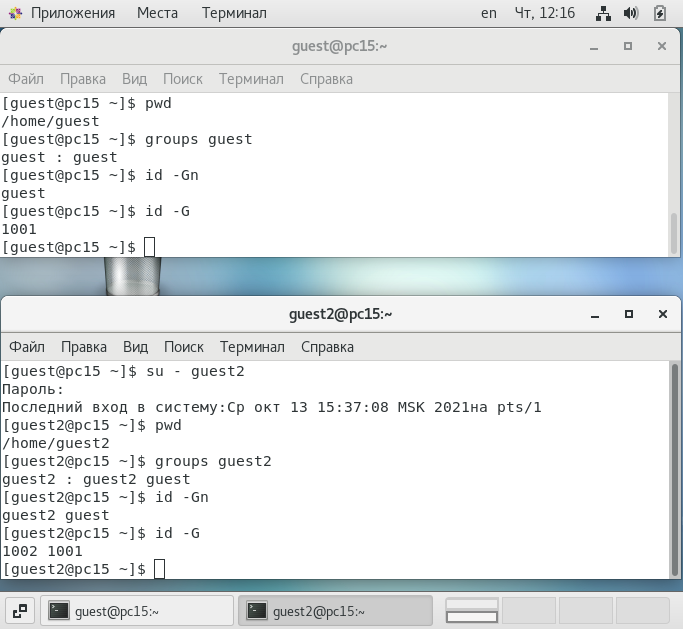 Приложения Места Терминал en Чт, 12:16
guest@pc15:~
Файл Правка Вид Поиск Терминал Справка
[guest@pc15 ~]$ pwd
/home/guest
[guest@pc15 ~]$ groups guest
guest : guest
[guest@pc15 ~]$ id -Gn
guest
[guest@pc15 ~]$ id -G
1001
[guest@pc15 ~]$
guest2@pc15:~
Файл Правка Вид Поиск Терминал Справка
[guest@pc15 ~]$ su - guest2
Пароль:
Последний вход в систему:Ср окт 13 15:37:08 MSK 2021на pts/1
[guest2@pc15 ~]$ pwd
/home/guest2
[guest2@pc15 ~]$ groups guest2
guest2 : guest2 guest
[guest2@pc15 ~]$ id -Gn
guest2 guest
[guest2@pc15 ~]$ id -G
1002 1001
[guest2@pc15 ~]$
guest@pc15:~ guest2@pc15:~